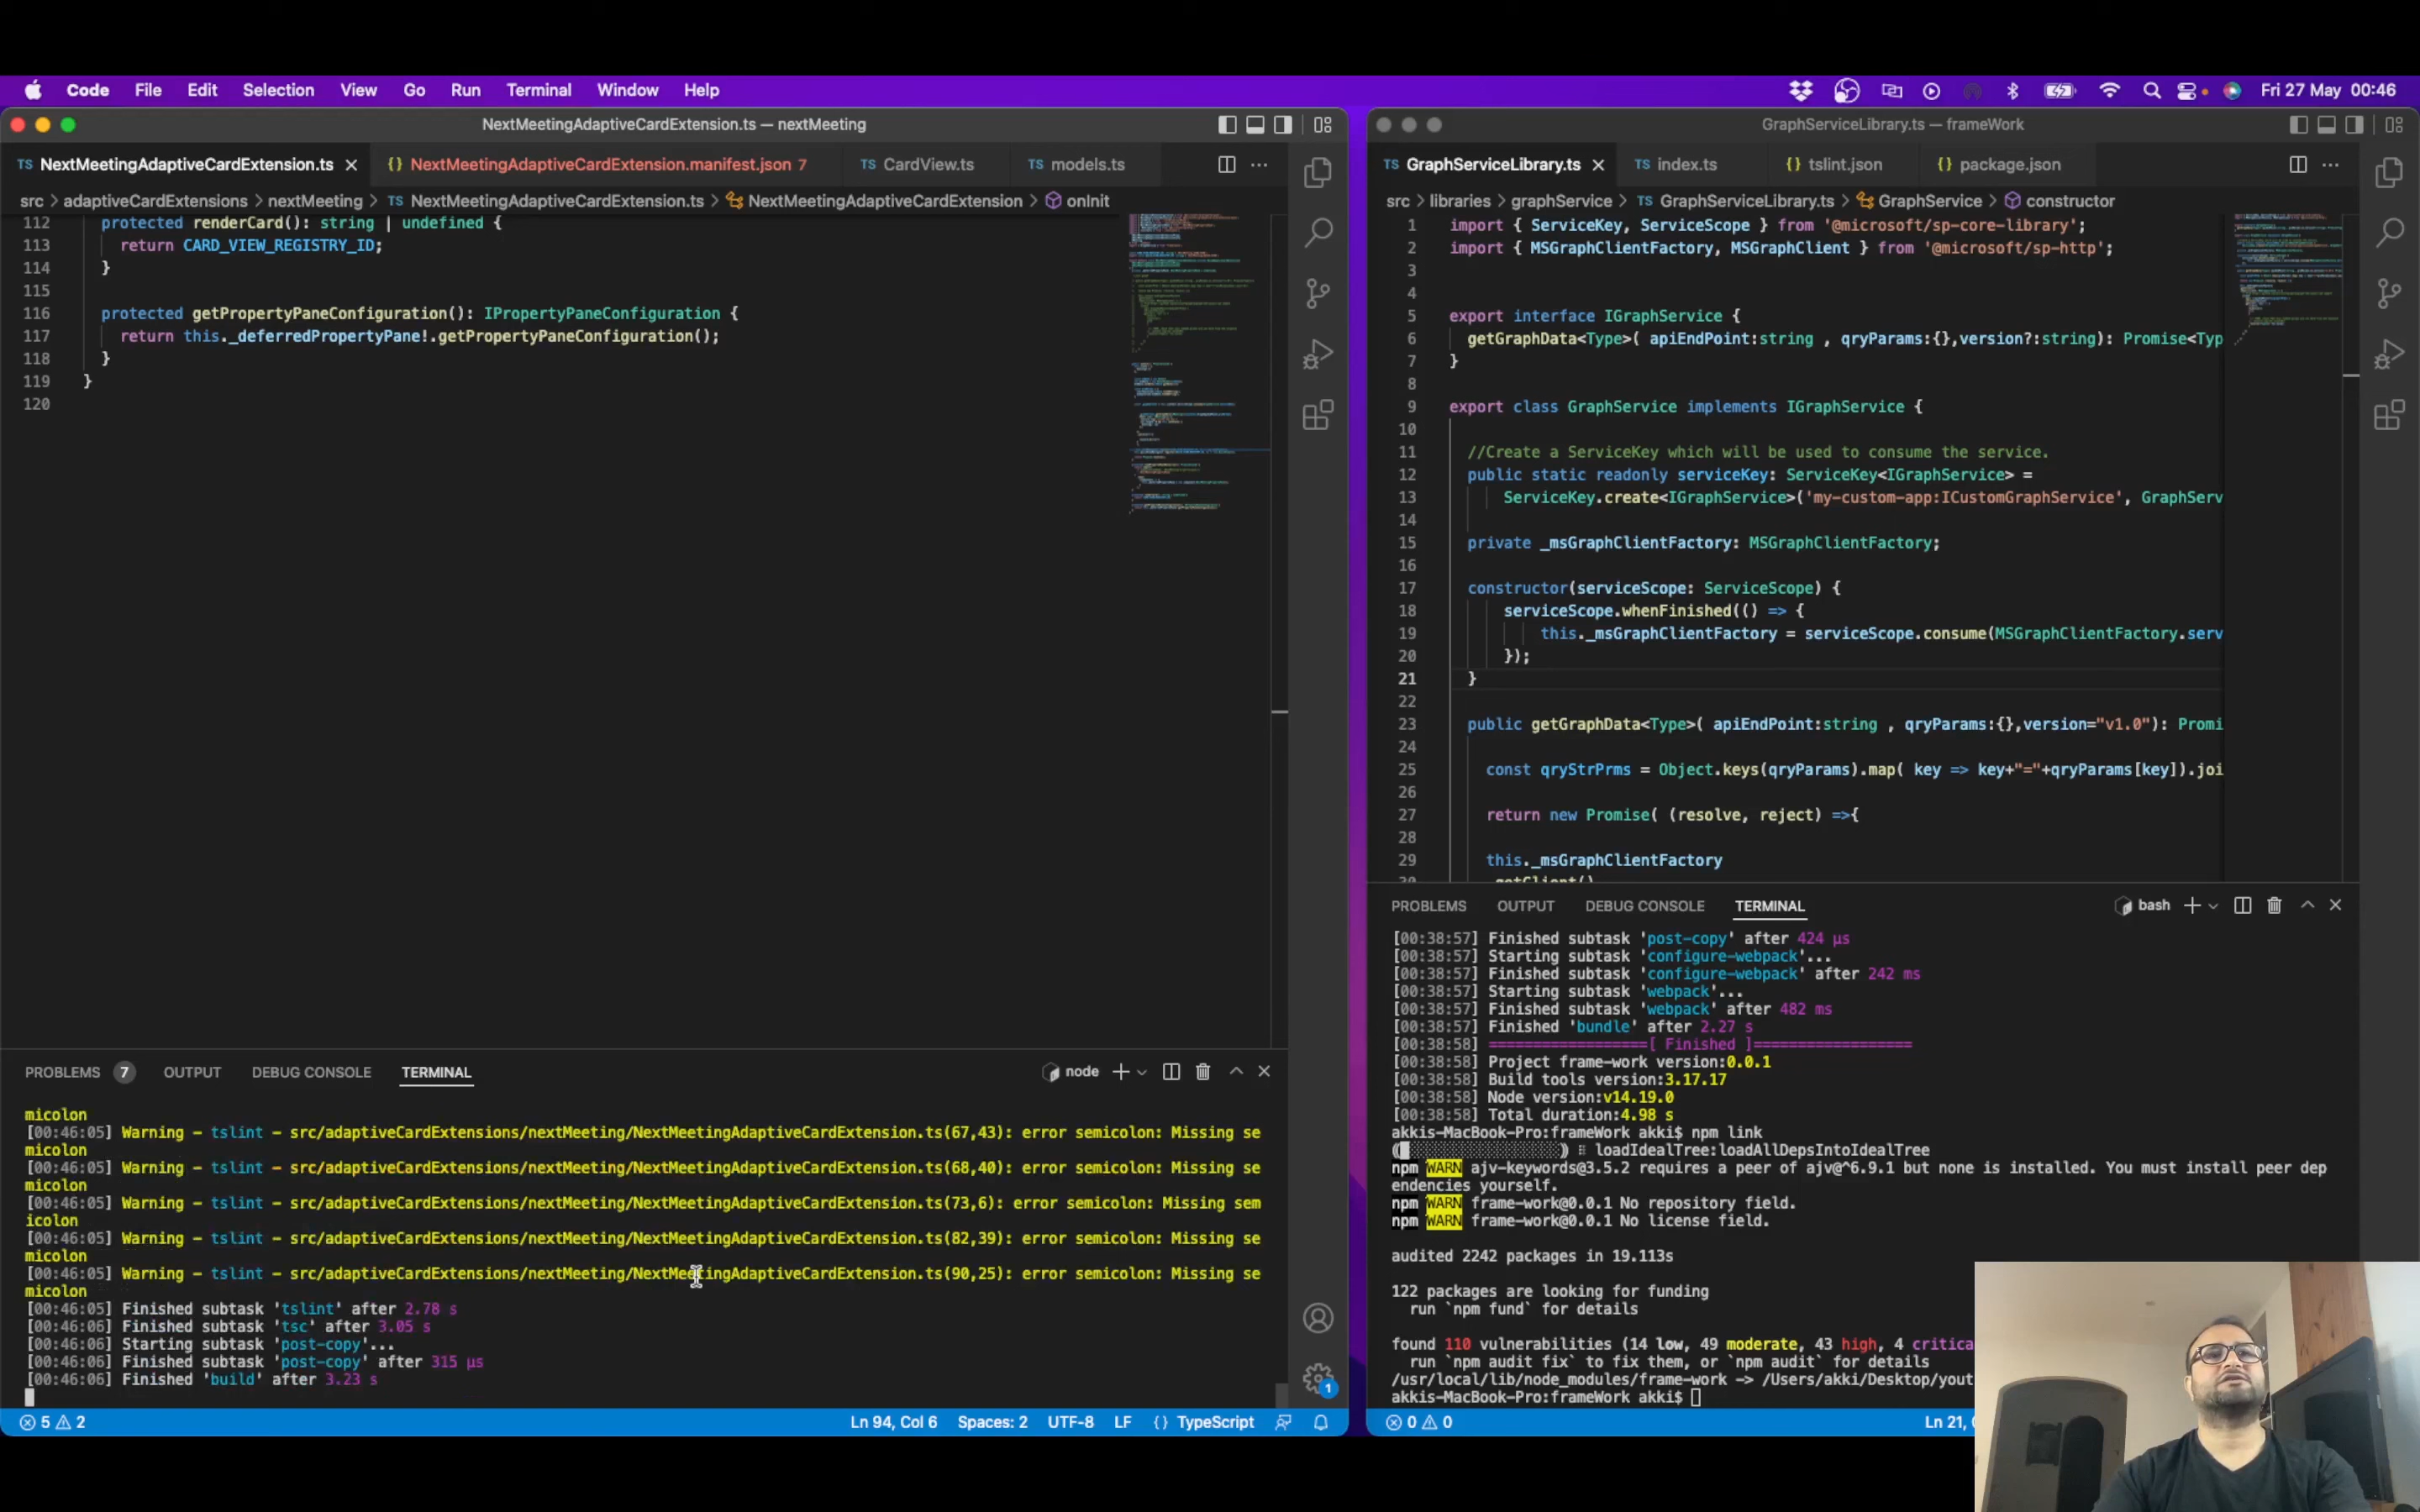 Code File Edit Selection View Go Run Terminal Window Help
Fri 27 May 00:46
NextMeetingAdaptiveCardExtension.ts — nextMeeting
TS NextMeetingAdaptiveCardExtension.ts
{} NextMeetingAdaptiveCardExtension.manifest.json 7
TS CardView.ts
TS models.ts
src > adaptiveCardExtensions > nextMeeting > TS NextMeetingAdaptiveCardExtension.ts > NextMeetingAdaptiveCardExtension > onInit
112 protected renderCard(): string | undefined {
113 return CARD_VIEW_REGISTRY_ID;
114 }
115
116 protected getPropertyPaneConfiguration(): IPropertyPaneConfiguration {
117 return this._deferredPropertyPane!.getPropertyPaneConfiguration();
118 }
119 }
120
PROBLEMS 7 OUTPUT DEBUG CONSOLE TERMINAL
node
micolon
[00:46:05] Warning - tslint - src/adaptiveCardExtensions/nextMeeting/NextMeetingAdaptiveCardExtension.ts(67,43): error semicolon: Missing se
micolon
[00:46:05] Warning - tslint - src/adaptiveCardExtensions/nextMeeting/NextMeetingAdaptiveCardExtension.ts(68,40): error semicolon: Missing se
micolon
[00:46:05] Warning - tslint - src/adaptiveCardExtensions/nextMeeting/NextMeetingAdaptiveCardExtension.ts(73,6): error semicolon: Missing sem
icolon
[00:46:05] Warning - tslint - src/adaptiveCardExtensions/nextMeeting/NextMeetingAdaptiveCardExtension.ts(82,39): error semicolon: Missing se
micolon
[00:46:05] Warning - tslint - src/adaptiveCardExtensions/nextMeeting/NextMeetingAdaptiveCardExtension.ts(90,25): error semicolon: Missing se
micolon
[00:46:05] Finished subtask 'tslint' after 2.78 s
[00:46:06] Finished subtask 'tsc' after 3.05 s
[00:46:06] Starting subtask 'post-copy'...
[00:46:06] Finished subtask 'post-copy' after 315 μs
[00:46:06] Finished 'build' after 3.23 s
1
5 2
Ln 94, Col 6 Spaces: 2 UTF-8 LF {} TypeScript
GraphServiceLibrary.ts — frameWork
TS GraphServiceLibrary.ts
TS index.ts
{} tslint.json
{} package.json
src > libraries > graphService > TS GraphServiceLibrary.ts > GraphService > constructor
1 import { ServiceKey, ServiceScope } from '@microsoft/sp-core-library';
2 import { MSGraphClientFactory, MSGraphClient } from '@microsoft/sp-http';
3
4
5 export interface IGraphService {
6 getGraphData<Type>( apiEndPoint:string , qryParams:{},version?:string): Promise<Typ
7 }
8
9 export class GraphService implements IGraphService {
10
11 //Create a ServiceKey which will be used to consume the service.
12 public static readonly serviceKey: ServiceKey<IGraphService> =
13 ServiceKey.create<IGraphService>('my-custom-app:ICustomGraphService', GraphServ
14
15 private _msGraphClientFactory: MSGraphClientFactory;
16
17 constructor(serviceScope: ServiceScope) {
18 serviceScope.whenFinished(() => {
19 this._msGraphClientFactory = serviceScope.consume(MSGraphClientFactory.serv
20 });
21 }
22
23 public getGraphData<Type>( apiEndPoint:string , qryParams:{},version="v1.0"): Promi
24
25 const qryStrPrms = Object.keys(qryParams).map( key => key+"="+qryParams[key]).joi
26
27 return new Promise( (resolve, reject) =>{
28
29 this._msGraphClientFactory
30 .getClient()
PROBLEMS OUTPUT DEBUG CONSOLE TERMINAL
bash
[00:38:57] Finished subtask 'post-copy' after 424 μs
[00:38:57] Starting subtask 'configure-webpack'...
[00:38:57] Finished subtask 'configure-webpack' after 242 ms
[00:38:57] Starting subtask 'webpack'...
[00:38:57] Finished subtask 'webpack' after 482 ms
[00:38:57] Finished 'bundle' after 2.27 s
[00:38:58] ==================[ Finished ]==================
[00:38:58] Project frame-work version:0.0.1
[00:38:58] Build tools version:3.17.17
[00:38:58] Node version:v14.19.0
[00:38:58] Total duration:4.98 s
akkis-MacBook-Pro:frameWork akki$ npm link
loadIdealTree:loadAllDepsIntoIdealTree
npm WARN ajv-keywords@3.5.2 requires a peer of ajv@^6.9.1 but none is installed. You must install peer dep
endencies yourself.
npm WARN frame-work@0.0.1 No repository field.
npm WARN frame-work@0.0.1 No license field.
audited 2242 packages in 19.113s
122 packages are looking for funding
run `npm fund` for details
found 110 vulnerabilities (14 low, 49 moderate, 43 high, 4 critica
run `npm audit fix` to fix them, or `npm audit` for details
/usr/local/lib/node_modules/frame-work -> /Users/akki/Desktop/yout
akkis-MacBook-Pro:frameWork akki$
0 0
Ln 21, C